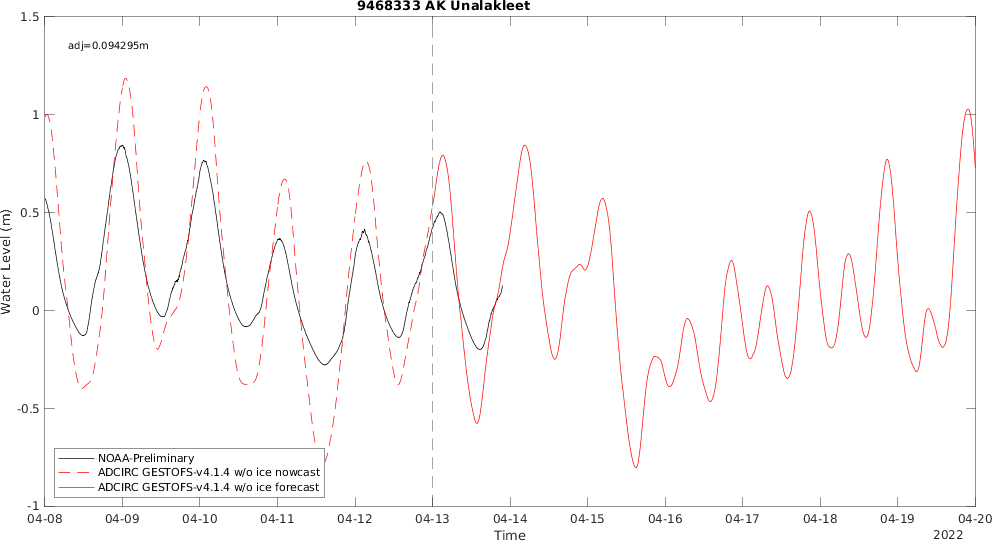 9468333 AK Unalakleet
adj=0.094295m
1.5
1
0.5
0
-0.5
-1
Water Level (m)
NOAA-Preliminary
ADCIRC GESTOFS-v4.1.4 w/o ice nowcast
ADCIRC GESTOFS-v4.1.4 w/o ice forecast
04-08 04-09 04-10 04-11 04-12 04-13 04-14 04-15 04-16 04-17 04-18 04-19 04-20
Time
2022